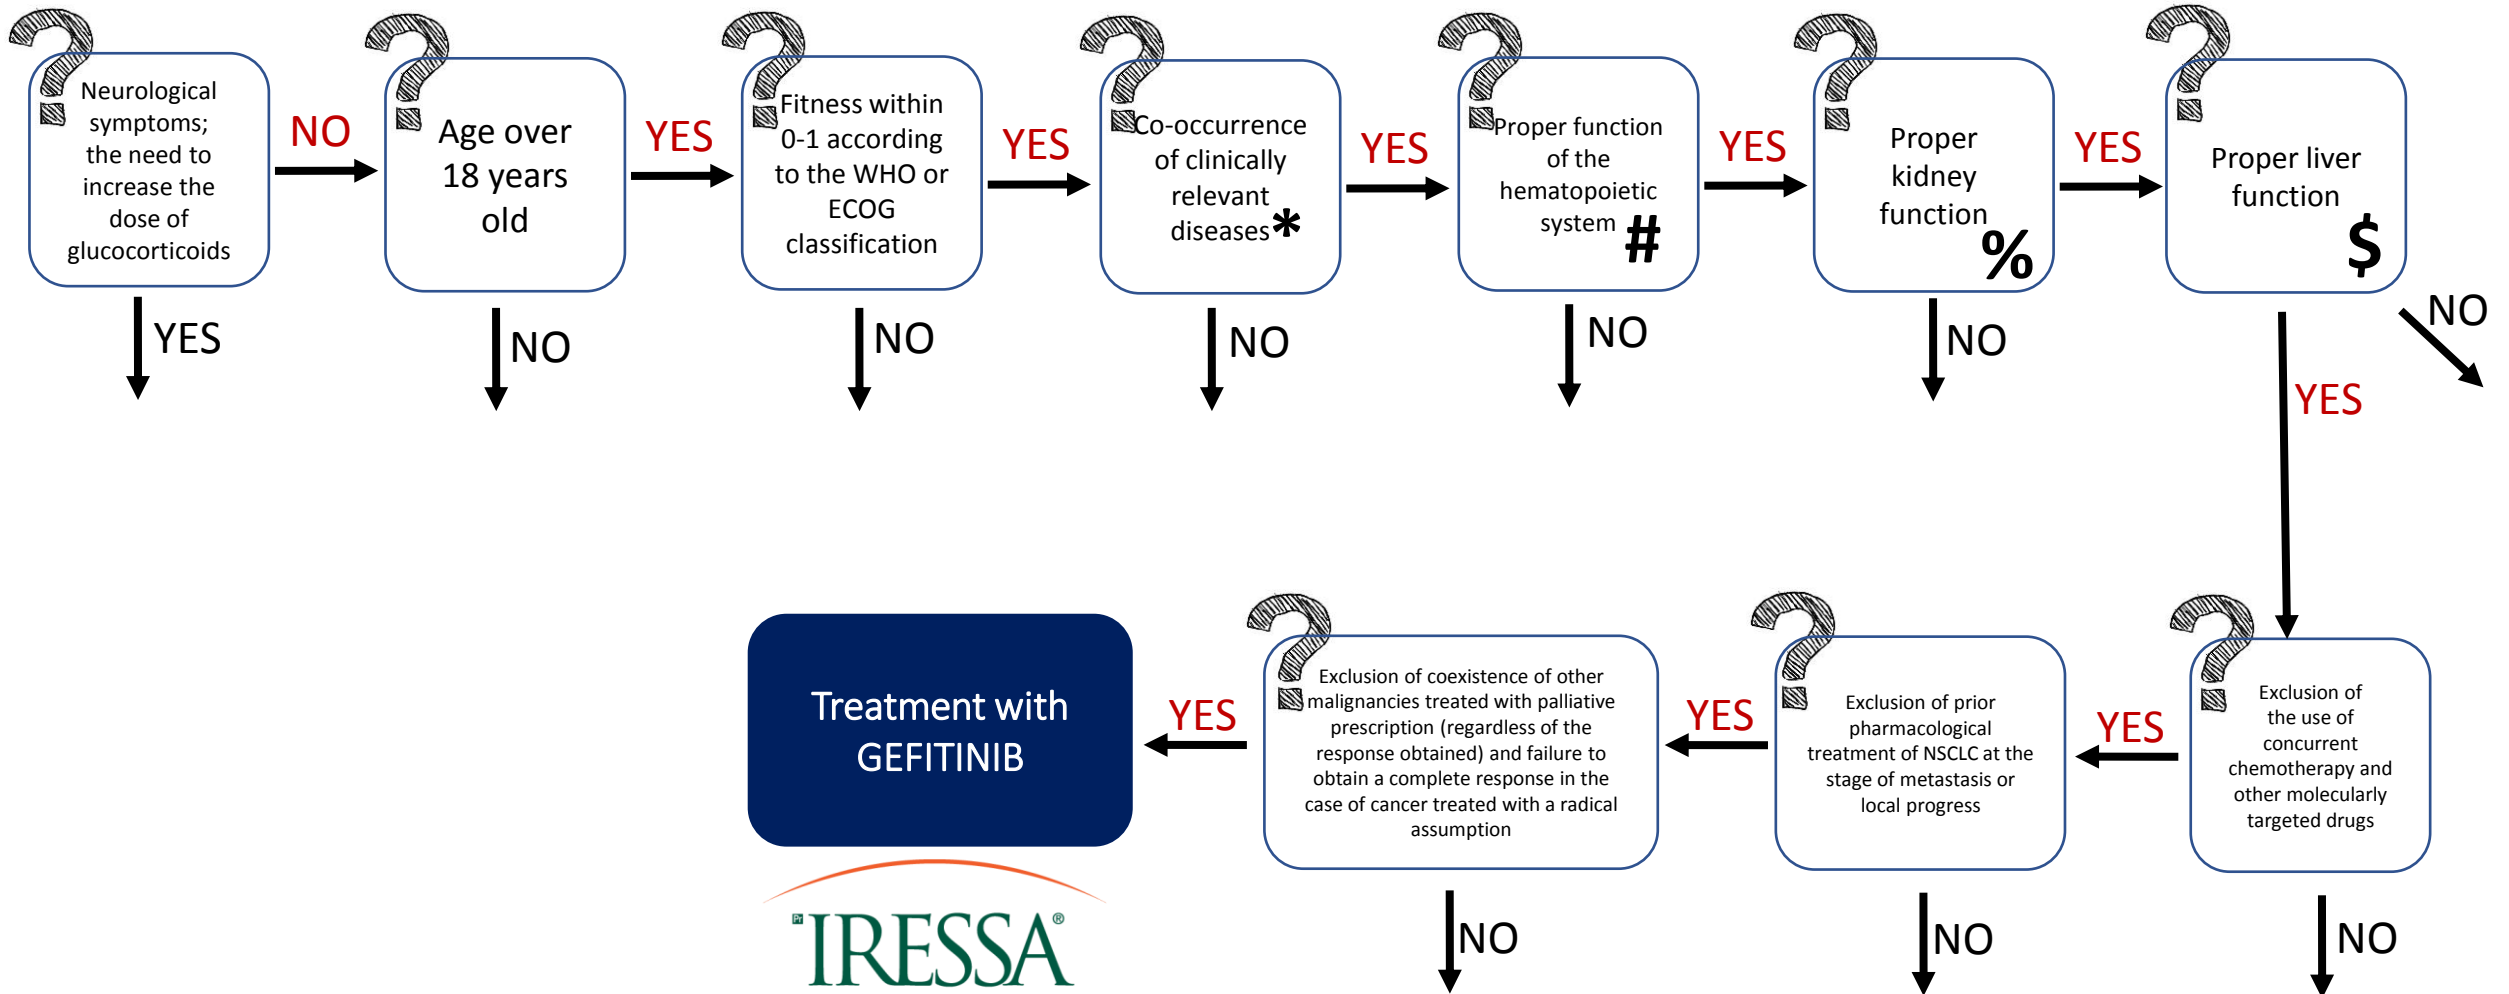 Neurological
symptoms;
the need to
increase the
dose of
glucocorticoids
NO
YES
Age over
18 years
old
YES
NO
Fitness within
0-1 according
to the WHO or
ECOG
classification
YES
NO
Co-occurrence
of clinically
relevant
diseases*
YES
NO
Proper function
of the
hematopoietic
system #
YES
NO
Proper
kidney
function
%
YES
NO
Proper liver
function
$
NO
YES
Exclusion of
the use of
concurrent
chemotherapy and
other molecularly
targeted drugs
YES
NO
Exclusion of prior
pharmacological
treatment of NSCLC at the
stage of metastasis or
local progress
YES
NO
Exclusion of coexistence of other
malignancies treated with palliative
prescription (regardless of the
response obtained) and failure to
obtain a complete response in the
case of cancer treated with a radical
assumption
YES
NO
Treatment with
GEFITINIB
Pr IRESSA®